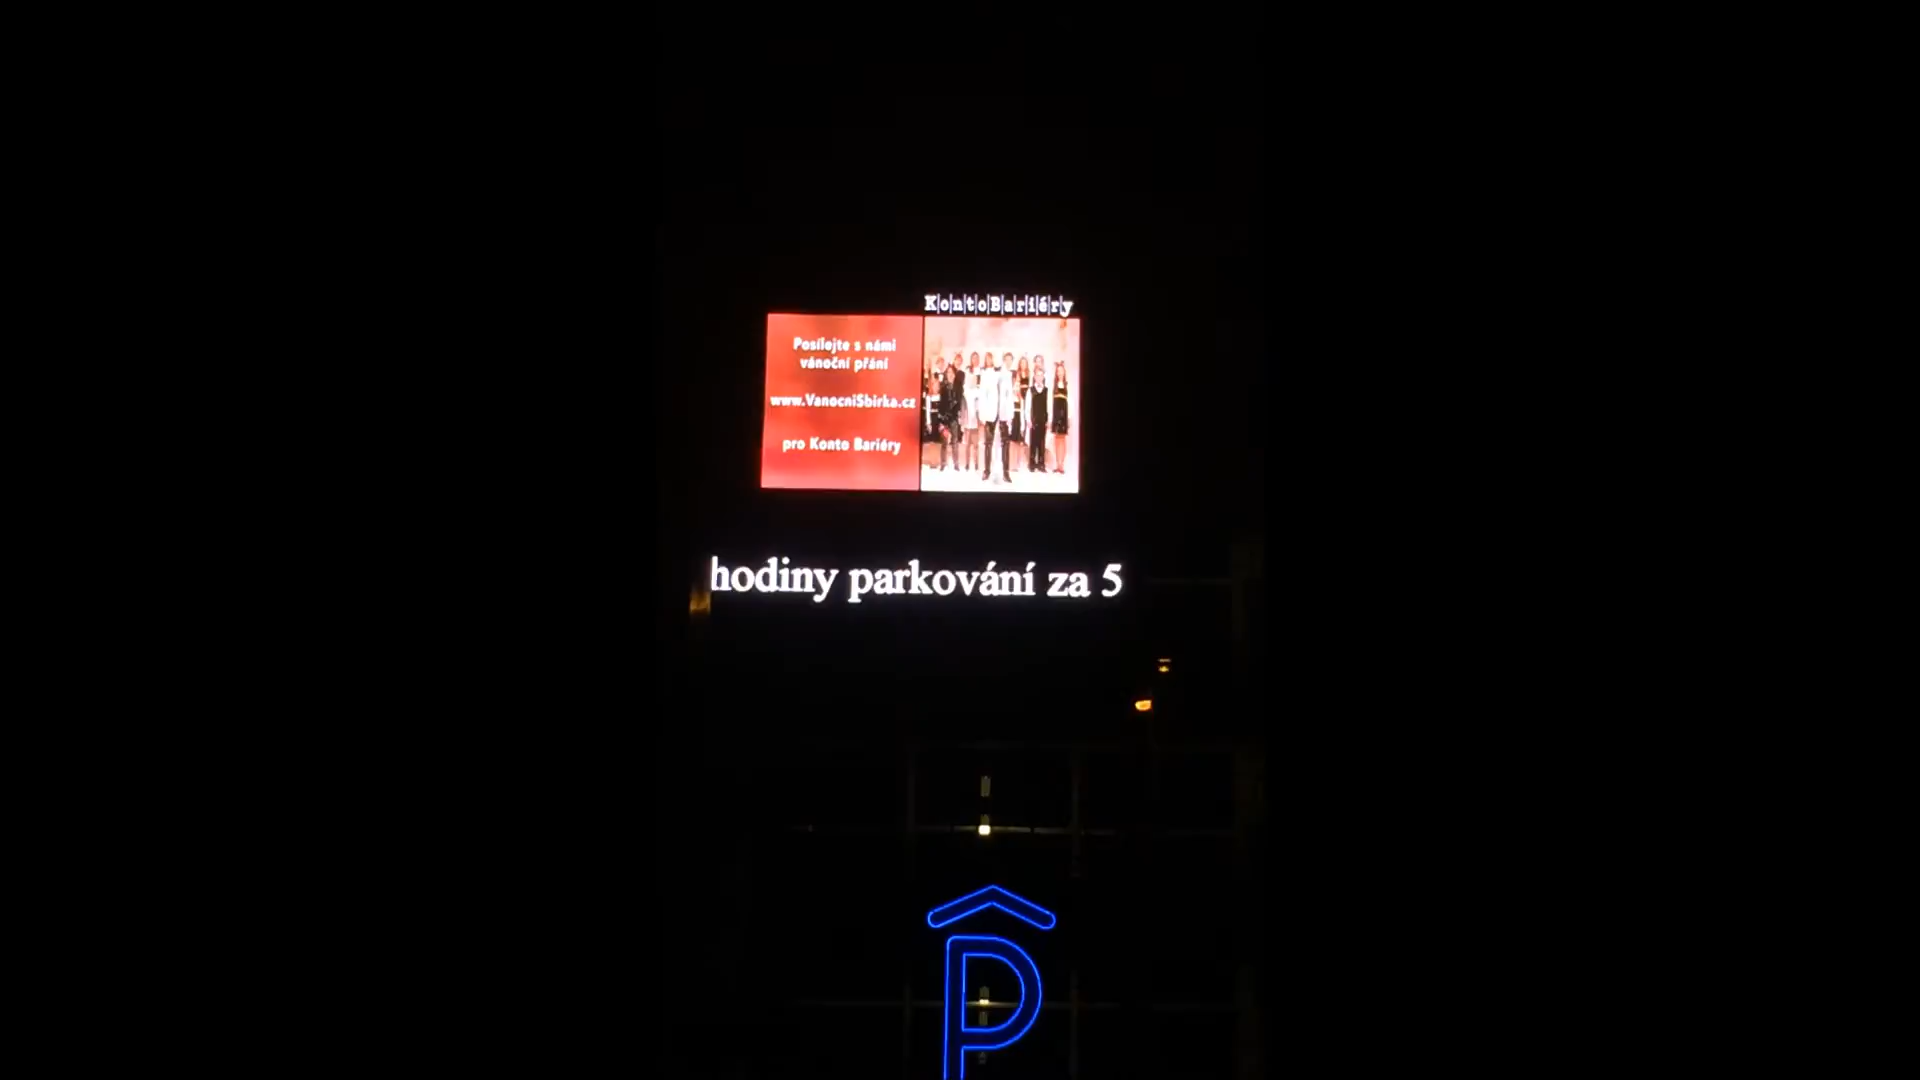 KontoBariéry
Posílejte s námi
vánoční přání
www.VanocniSbirka.cz
pro Konto Bariéry
hodiny parkování za 5
P